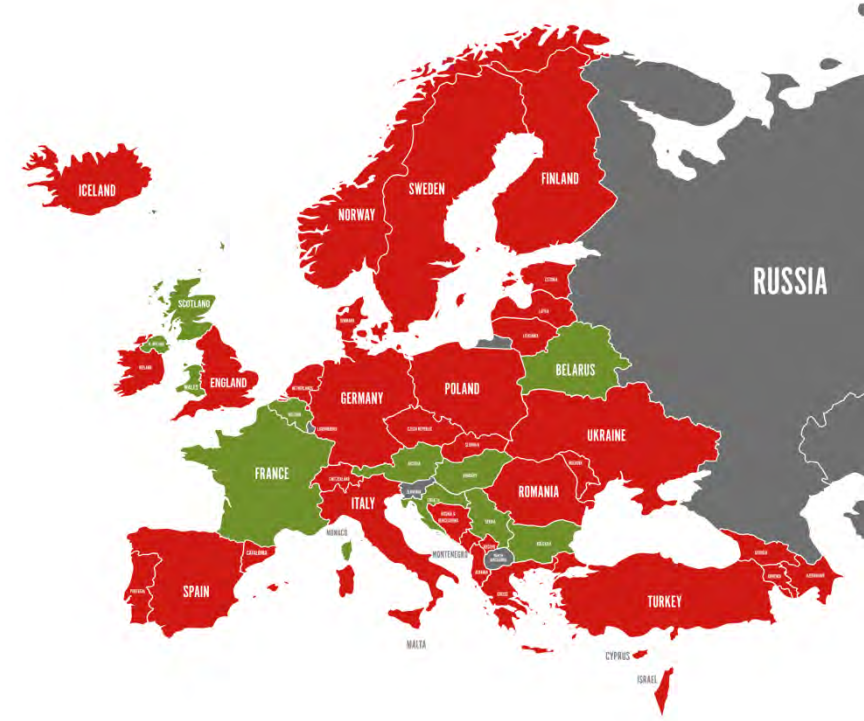 ICELAND
NORWAY
SWEDEN
FINLAND
RUSSIA
ESTONIA
LATVIA
LITHUANIA
SCOTLAND
N. IRELAND
IRELAND
WALES
ENGLAND
DENMARK
NETHERLANDS
GERMANY
POLAND
BELARUS
BELGIUM
LUXEMBOURG
CZECH REPUBLIC
SLOVAKIA
UKRAINE
FRANCE
SWITZERLAND
AUSTRIA
HUNGARY
MOLDOVA
ROMANIA
ITALY
SLOVENIA
CROATIA
BOSNIA &
HERZEGOVINA
SERBIA
MONACO
MONTENEGRO
KOSOVO
BULGARIA
NORTH
MACEDONIA
ALBANIA
GREECE
PORTUGAL
SPAIN
CATALONIA
GEORGIA
ARMENIA
AZERBAIJAN
TURKEY
MALTA
CYPRUS
ISRAEL